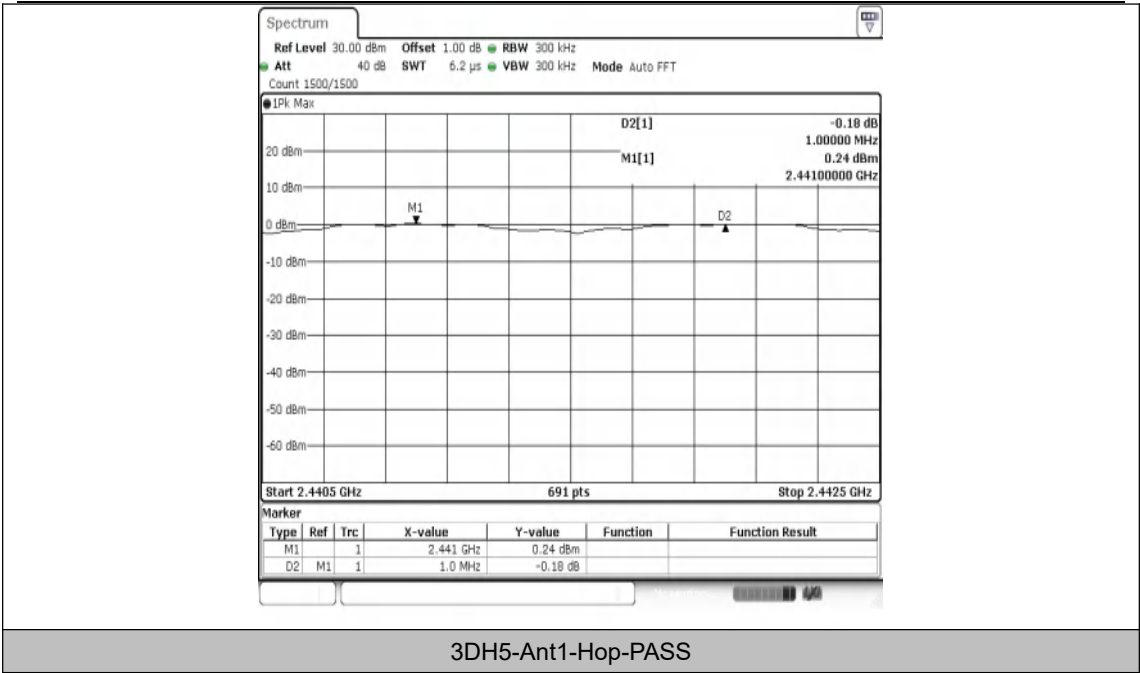 Spectrum
Ref Level 30.00 dBm Offset 1.00 dB RBW 300 kHz
Att 40 dB SWT 6.2 µs VBW 300 kHz Mode Auto FFT
Count 1500/1500
1Pk Max
D2[1] -0.18 dB
1.00000 MHz
M1[1] 0.24 dBm
2.44100000 GHz
20 dBm
10 dBm
M1
D2
0 dBm
-10 dBm
-20 dBm
-30 dBm
-40 dBm
-50 dBm
-60 dBm
Start 2.4405 GHz 691 pts Stop 2.4425 GHz
Marker
Type Ref Trc X-value Y-value Function Function Result
M1 1 2.441 GHz 0.24 dBm
D2 M1 1 1.0 MHz -0.18 dB
3DH5-Ant1-Hop-PASS